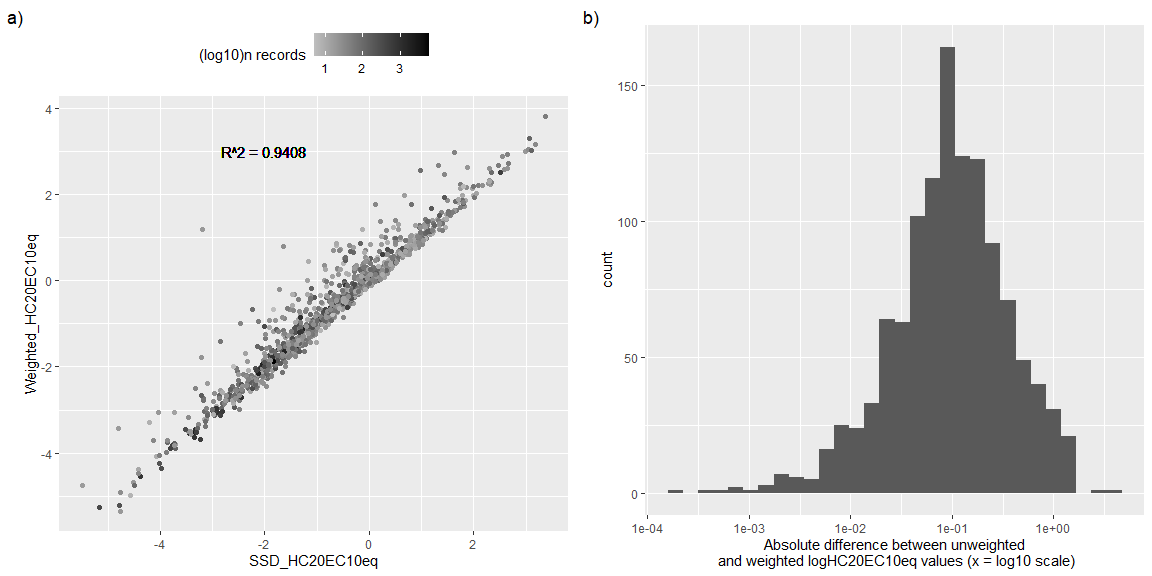 a)
(log10)n records
1 2 3
R^2 = 0.9408
Weighted_HC20EC10eq
4
2
0
-2
-4
-4 -2 0 2
SSD_HC20EC10eq
b)
count
150
100
50
0
1e-04 1e-03 1e-02 1e-01 1e+00
Absolute difference between unweighted
and weighted logHC20EC10eq values (x = log10 scale)